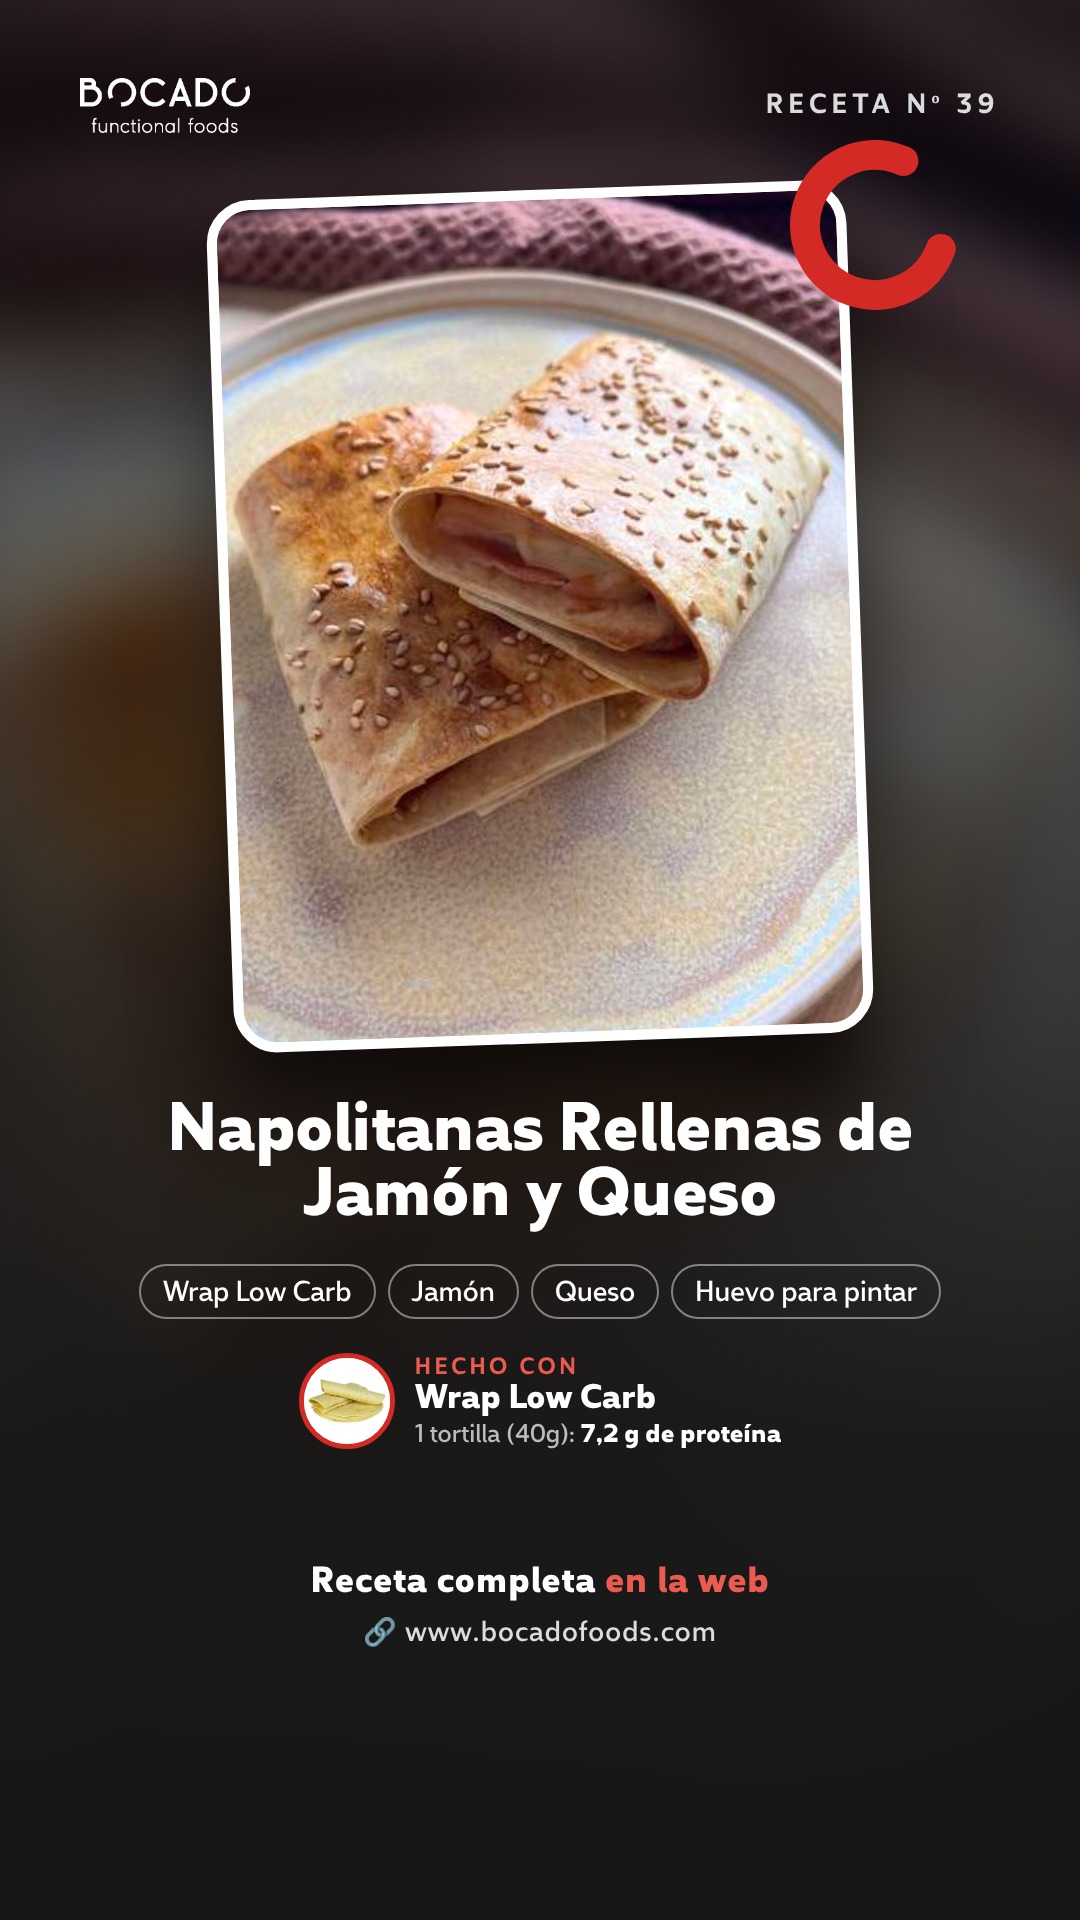 BOCADO
functional foods
RECETA Nº 39
Napolitanas Rellenas de
Jamón y Queso
Wrap Low Carb
Jamón
Queso
Huevo para pintar
HECHO CON
Wrap Low Carb
1 tortilla (40g): 7,2 g de proteína
Receta completa en la web
🔗 www.bocadofoods.com